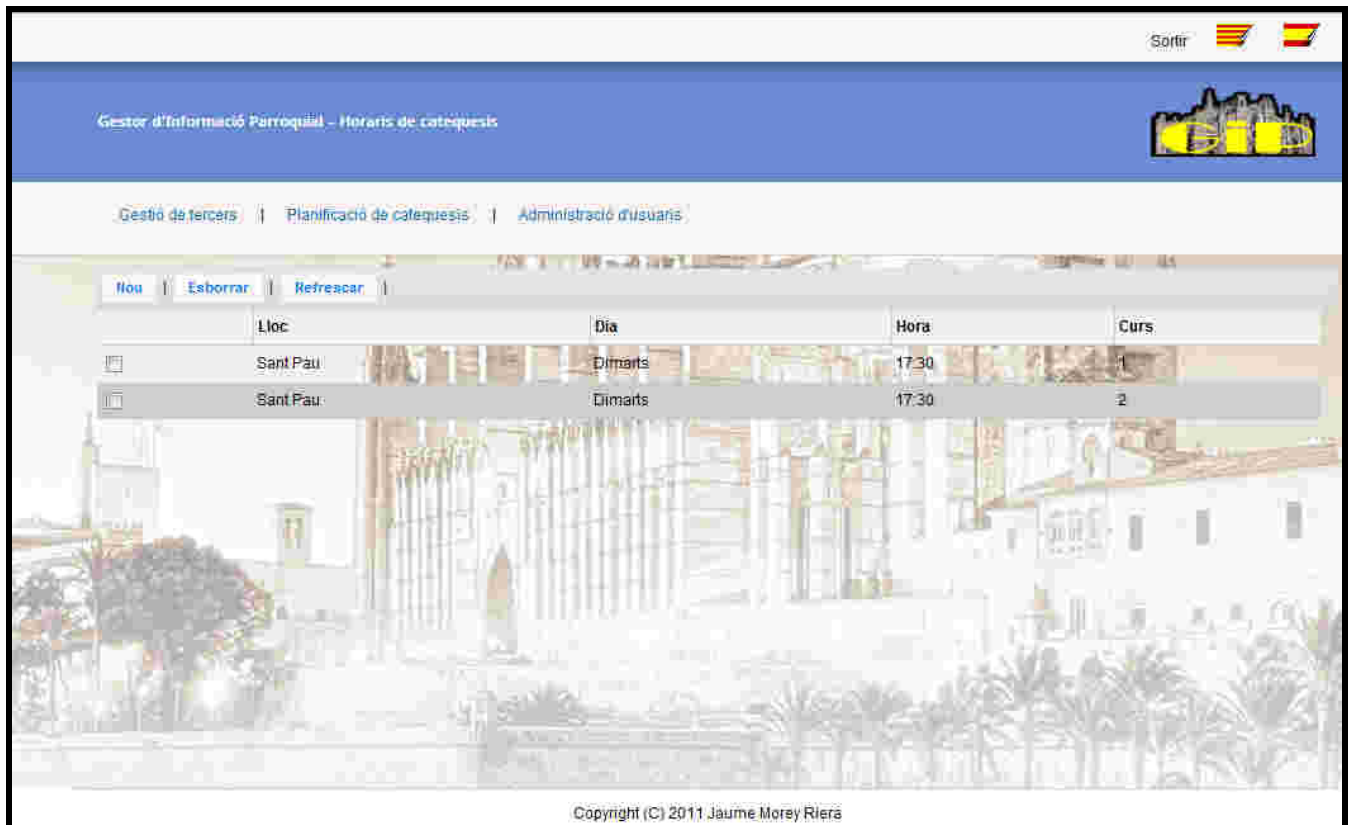 Sortir
Gestor d'Informació Parroquial - Horaris de catequesis
GiP
Gestió de tercers | Planificació de catequesis | Administració d'usuaris
Nou | Esborrar | Refrescar |
Lloc Dia Hora Curs
Sant Pau Dimarts 17:30 1
Sant Pau Dimarts 17:30 2
Copyright (C) 2011 Jaume Morey Riera